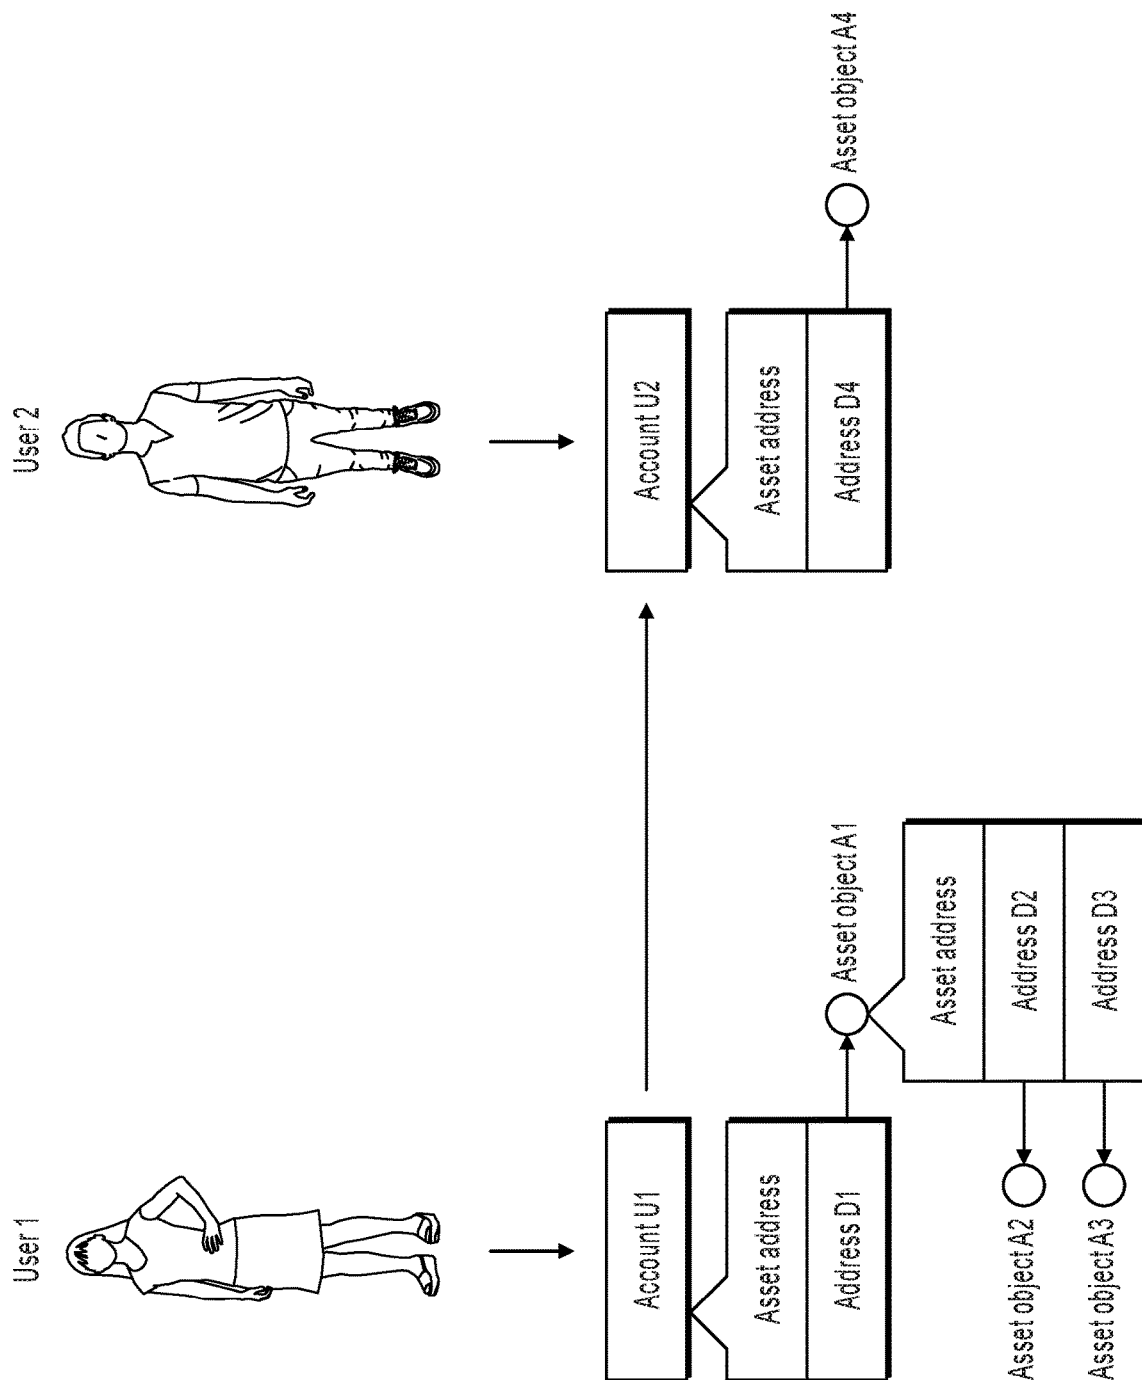 User 1
User 2
Account U1
Account U2
Asset address
Address D1
Asset object A1
Asset address
Address D4
Asset object A4
Asset address
Address D2
Address D3
Asset object A2
Asset object A3